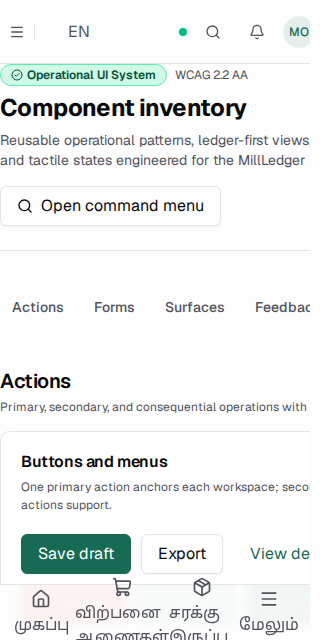 EN
MO
Operational UI System
WCAG 2.2 AA
Component inventory
Reusable operational patterns, ledger-first views,
and tactile states engineered for the MillLedger
Open command menu
Actions
Forms
Surfaces
Feedbac
Actions
Primary, secondary, and consequential operations with
Buttons and menus
One primary action anchors each workspace; seco
actions support.
Save draft
Export
View de
முகப்பு
விற்பனை
ஆணைகள்
சரக்கு
இருப்பு
மேலும்